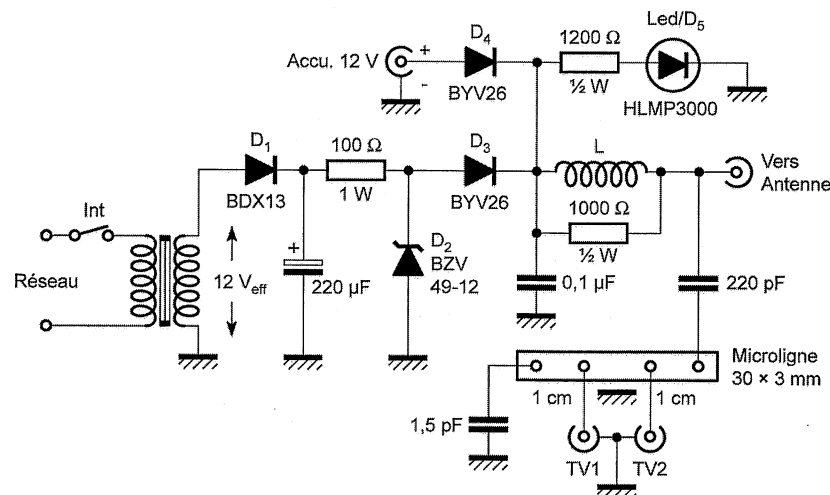 Led/D5
D4
1200 Ω
Accu. 12 V
+
-
BYV26
½ W
HLMP3000
D1
100 Ω
D3
L
Vers
Antenne
BDX13
1 W
BYV26
1000 Ω
½ W
Int
Réseau
12 Veff
+
220 µF
D2
BZV
49-12
0,1 µF
220 pF
Microligne
30 × 3 mm
1 cm
1 cm
1,5 pF
TV1
TV2